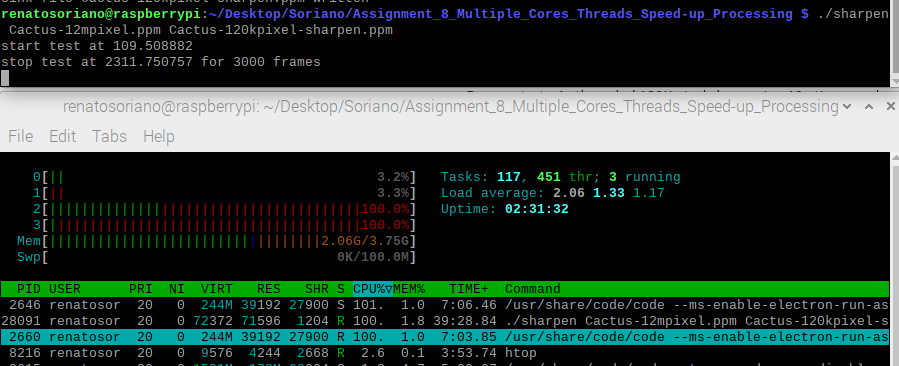 renatosoriano@raspberrypi:~/Desktop/Soriano/Assignment_8_Multiple_Cores_Threads_Speed-up_Processing $ ./sharpen
Cactus-12mpixel.ppm Cactus-120kpixel-sharpen.ppm
start test at 109.508882
stop test at 2311.750757 for 3000 frames
renatosoriano@raspberrypi: ~/Desktop/Soriano/Assignment_8_Multiple_Cores_Threads_Speed-up_Processing
File Edit Tabs Help
0[|| 3.2%] Tasks: 117, 451 thr; 3 running
1[|| 3.3%] Load average: 2.06 1.33 1.17
2[100.0%] Uptime: 02:31:32
3[100.0%]
Mem[2.06G/3.75G]
Swp[0K/100.0M]
PID USER PRI NI VIRT RES SHR S CPU%▽MEM% TIME+ Command
2646 renatosor 20 0 244M 39192 27900 S 101. 1.0 7:06.46 /usr/share/code/code --ms-enable-electron-run-as
28091 renatosor 20 0 72372 71596 1204 R 100. 1.8 39:28.84 ./sharpen Cactus-12mpixel.ppm Cactus-120kpixel-s
2660 renatosor 20 0 244M 39192 27900 R 100. 1.0 7:03.85 /usr/share/code/code --ms-enable-electron-run-as
8216 renatosor 20 0 9576 4244 2668 R 2.6 0.1 3:53.74 htop